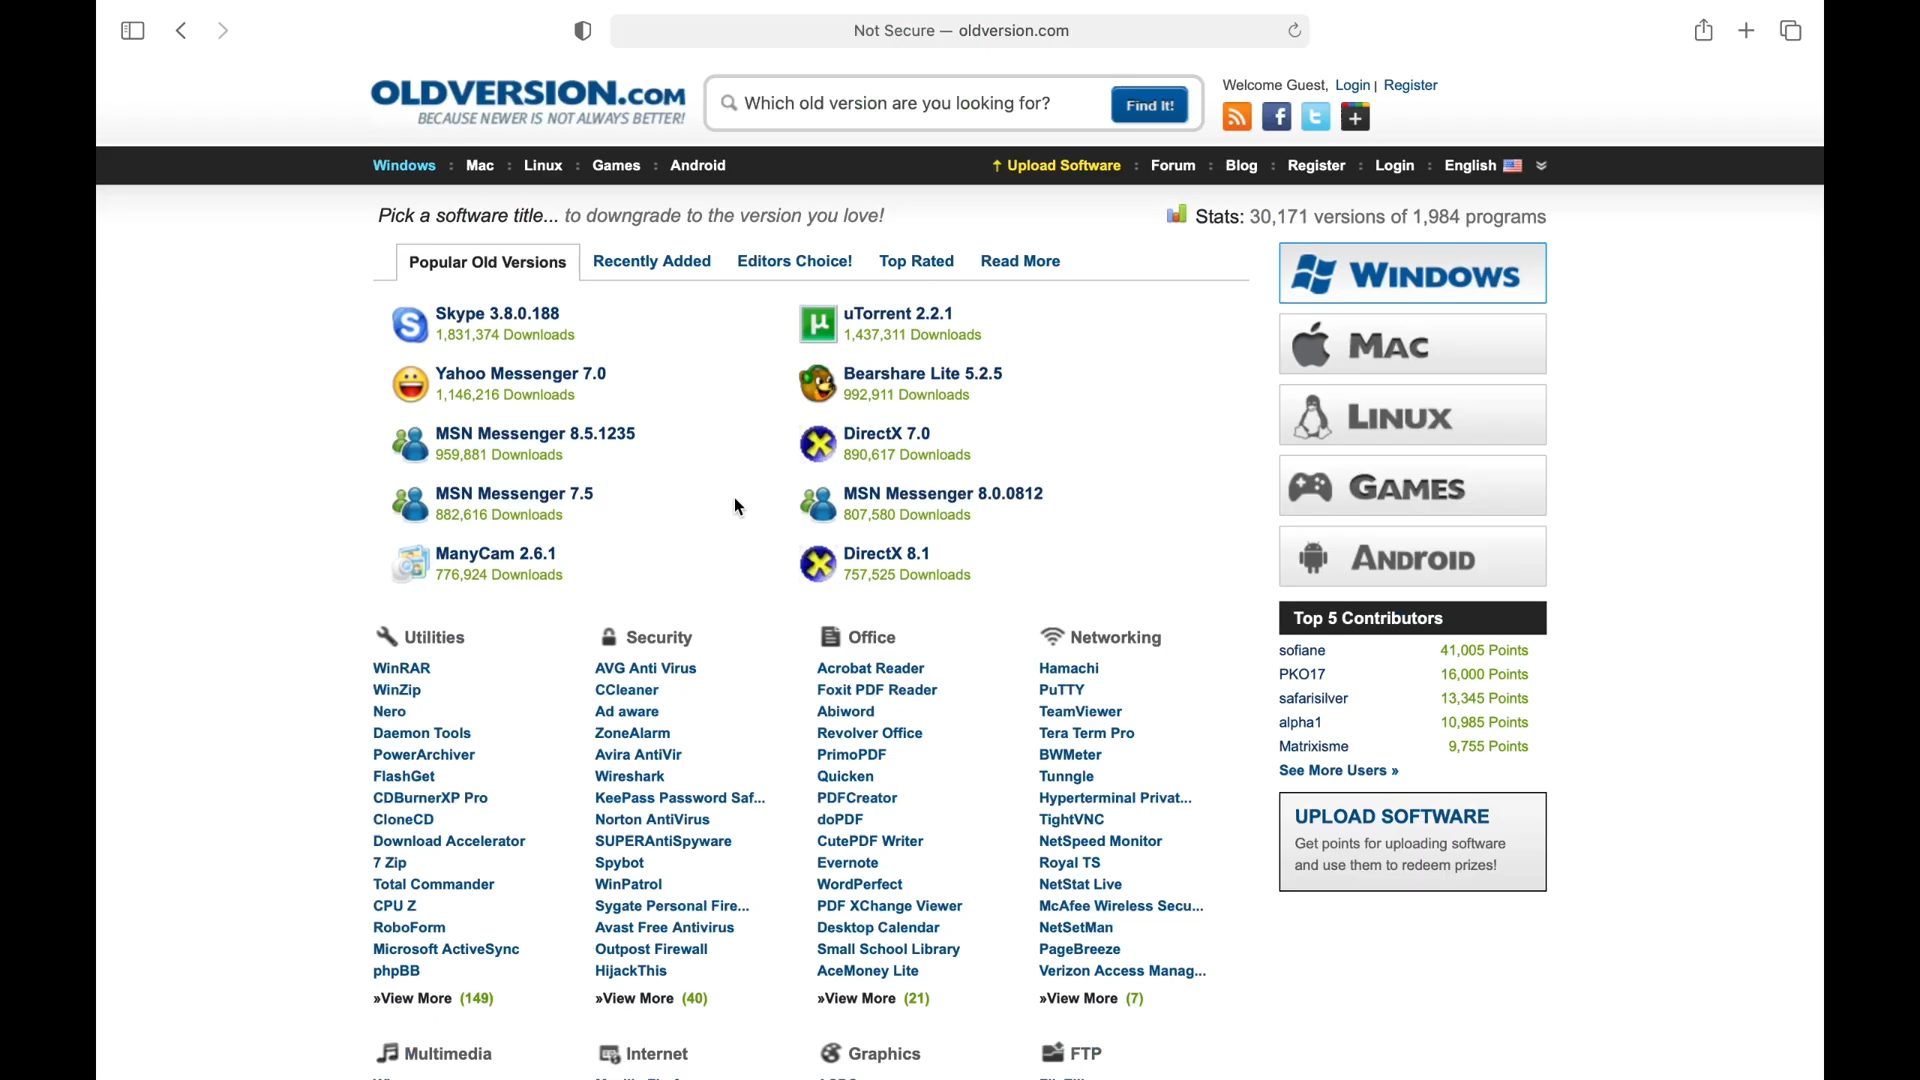 Not Secure — oldversion.com
OLDVERSION.COM
BECAUSE NEWER IS NOT ALWAYS BETTER!
Which old version are you looking for?
Find It!
Welcome Guest, Login | Register
Windows : Mac : Linux : Games : Android
↑ Upload Software : Forum : Blog : Register : Login : English
Pick a software title... to downgrade to the version you love!
Stats: 30,171 versions of 1,984 programs
Popular Old Versions
Recently Added
Editors Choice!
Top Rated
Read More
Skype 3.8.0.188
1,831,374 Downloads
uTorrent 2.2.1
1,437,311 Downloads
Yahoo Messenger 7.0
1,146,216 Downloads
Bearshare Lite 5.2.5
992,911 Downloads
MSN Messenger 8.5.1235
959,881 Downloads
DirectX 7.0
890,617 Downloads
MSN Messenger 7.5
882,616 Downloads
MSN Messenger 8.0.0812
807,580 Downloads
ManyCam 2.6.1
776,924 Downloads
DirectX 8.1
757,525 Downloads
WINDOWS
MAC
LINUX
GAMES
ANDROID
Top 5 Contributors
sofiane 41,005 Points
PKO17 16,000 Points
safarisilver 13,345 Points
alpha1 10,985 Points
Matrixisme 9,755 Points
See More Users »
UPLOAD SOFTWARE
Get points for uploading software
and use them to redeem prizes!
Utilities
WinRAR
WinZip
Nero
Daemon Tools
PowerArchiver
FlashGet
CDBurnerXP Pro
CloneCD
Download Accelerator
7 Zip
Total Commander
CPU Z
RoboForm
Microsoft ActiveSync
phpBB
»View More (149)
Security
AVG Anti Virus
CCleaner
Ad aware
ZoneAlarm
Avira AntiVir
Wireshark
KeePass Password Saf...
Norton AntiVirus
SUPERAntiSpyware
Spybot
WinPatrol
Sygate Personal Fire...
Avast Free Antivirus
Outpost Firewall
HijackThis
»View More (40)
Office
Acrobat Reader
Foxit PDF Reader
Abiword
Revolver Office
PrimoPDF
Quicken
PDFCreator
doPDF
CutePDF Writer
Evernote
WordPerfect
PDF XChange Viewer
Desktop Calendar
Small School Library
AceMoney Lite
»View More (21)
Networking
Hamachi
PuTTY
TeamViewer
Tera Term Pro
BWMeter
Tunngle
Hyperterminal Privat...
TightVNC
NetSpeed Monitor
Royal TS
NetStat Live
McAfee Wireless Secu...
NetSetMan
PageBreeze
Verizon Access Manag...
»View More (7)
Multimedia
Internet
Graphics
FTP